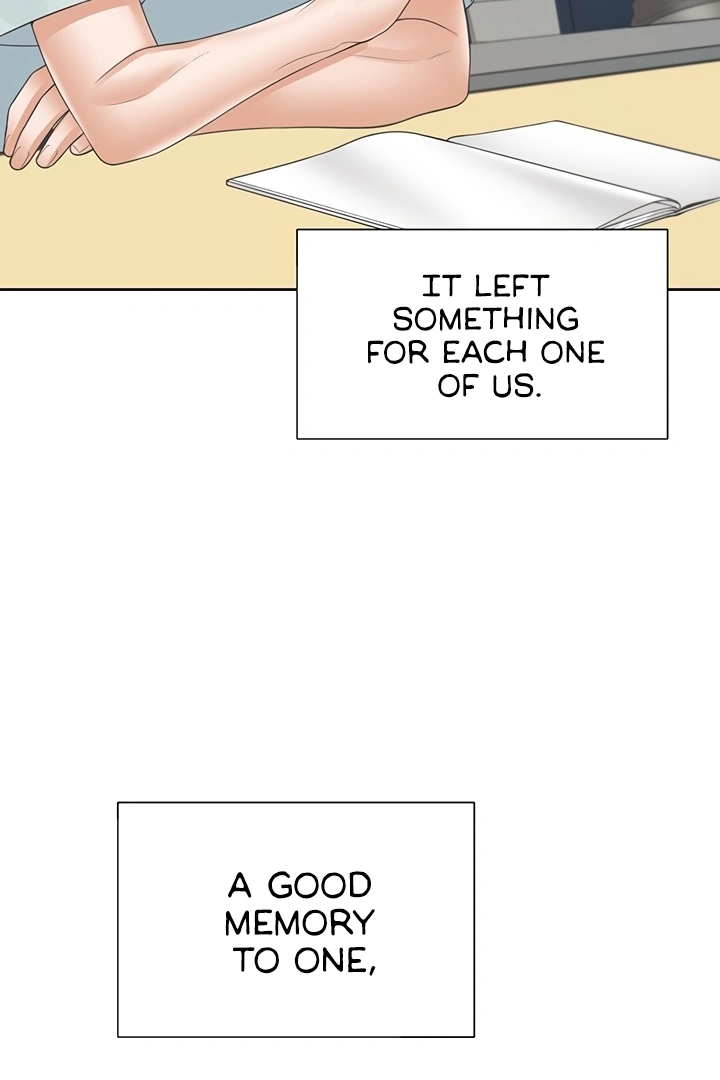 IT LEFT
SOMETHING
FOR EACH ONE
OF US.
A GOOD
MEMORY
TO ONE,